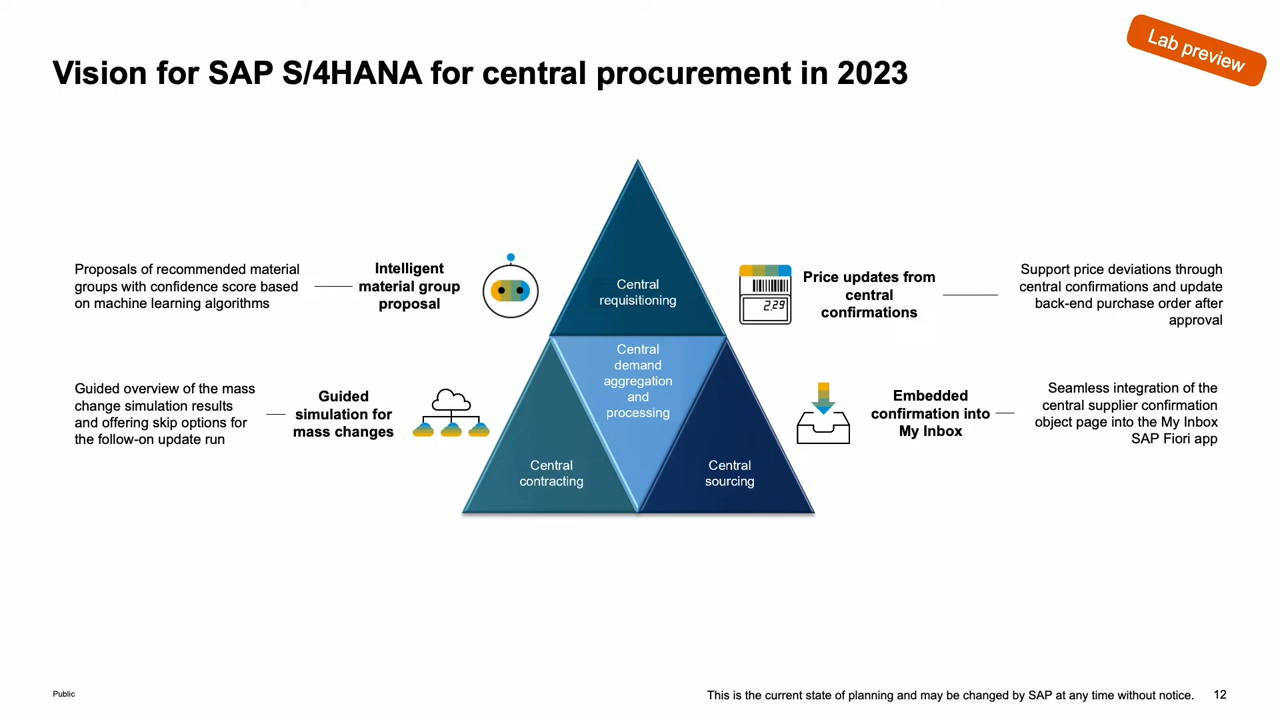 Lab preview
Vision for SAP S/4HANA for central procurement in 2023
Proposals of recommended material
groups with confidence score based
on machine learning algorithms
Intelligent
material group
proposal
Central
requisitioning
2.29
Price updates from
central
confirmations
Support price deviations through
central confirmations and update
back-end purchase order after
approval
Guided overview of the mass
change simulation results
and offering skip options for
the follow-on update run
Guided
simulation for
mass changes
Central
demand
aggregation
and
processing
Embedded
confirmation into
My Inbox
Seamless integration of the
central supplier confirmation
object page into the My Inbox
SAP Fiori app
Central
contracting
Central
sourcing
Public
This is the current state of planning and may be changed by SAP at any time without notice.
12